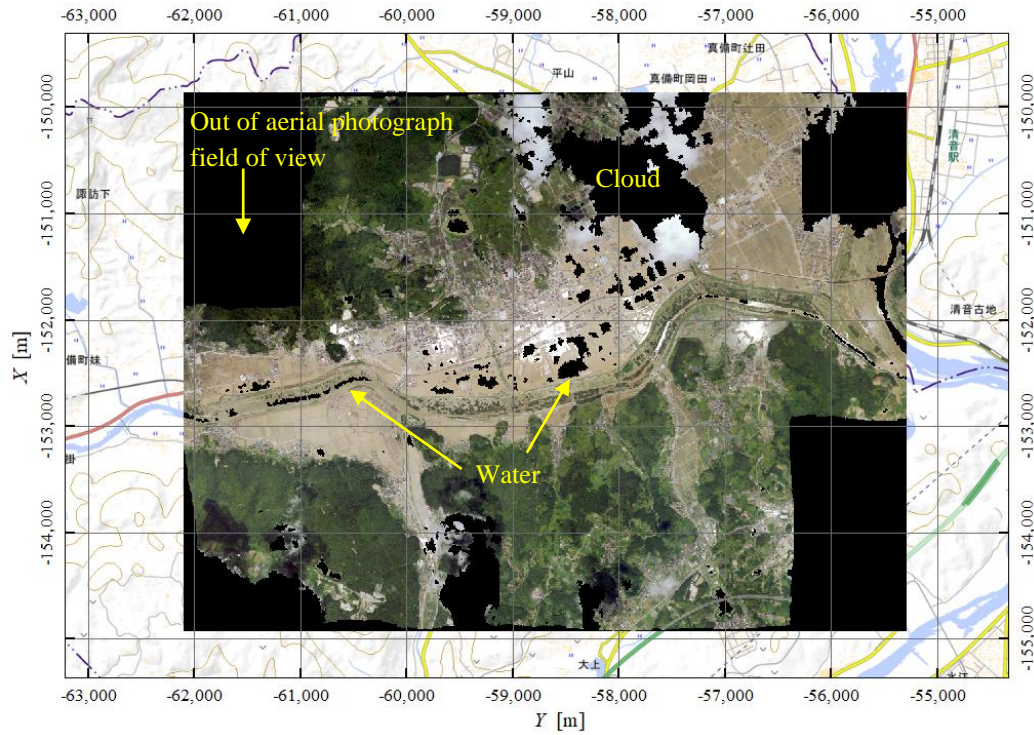 -63,000 -62,000 -61,000 -60,000 -59,000 -58,000 -57,000 -56,000 -55,000
真備町辻田
平山
真備町岡田
-150,000 -150,000
Out of aerial photograph
field of view
清音駅
Cloud
諏訪下
-151,000 -151,000
清音古地
-152,000 -152,000
X [m]
備町妹
-153,000 -153,000
掛
Water
-154,000 -154,000
大上
-155,000 -155,000
-63,000 -62,000 -61,000 -60,000 -59,000 -58,000 -57,000 -56,000 -55,000
Y [m]